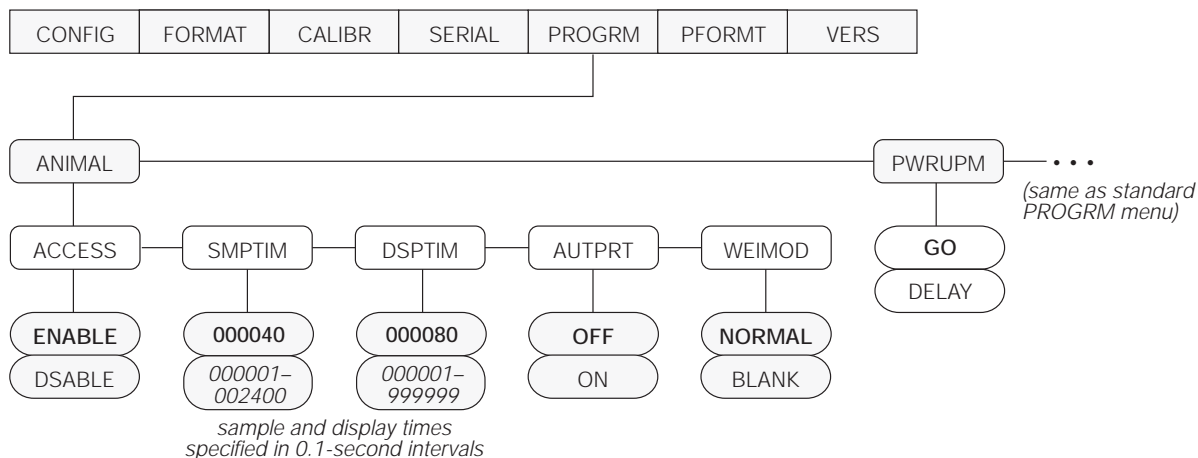 CONFIG FORMAT CALIBR SERIAL PROGRM PFORMT VERS
ANIMAL PWRUPM • • •
(same as standard
PROGRM menu)
ACCESS SMPTIM DSPTIM AUTPRT WEIMOD
GO
DELAY
ENABLE 000040 000080 OFF NORMAL
DSABLE 000001– 000001– ON BLANK
002400 999999
sample and display times
specified in 0.1-second intervals